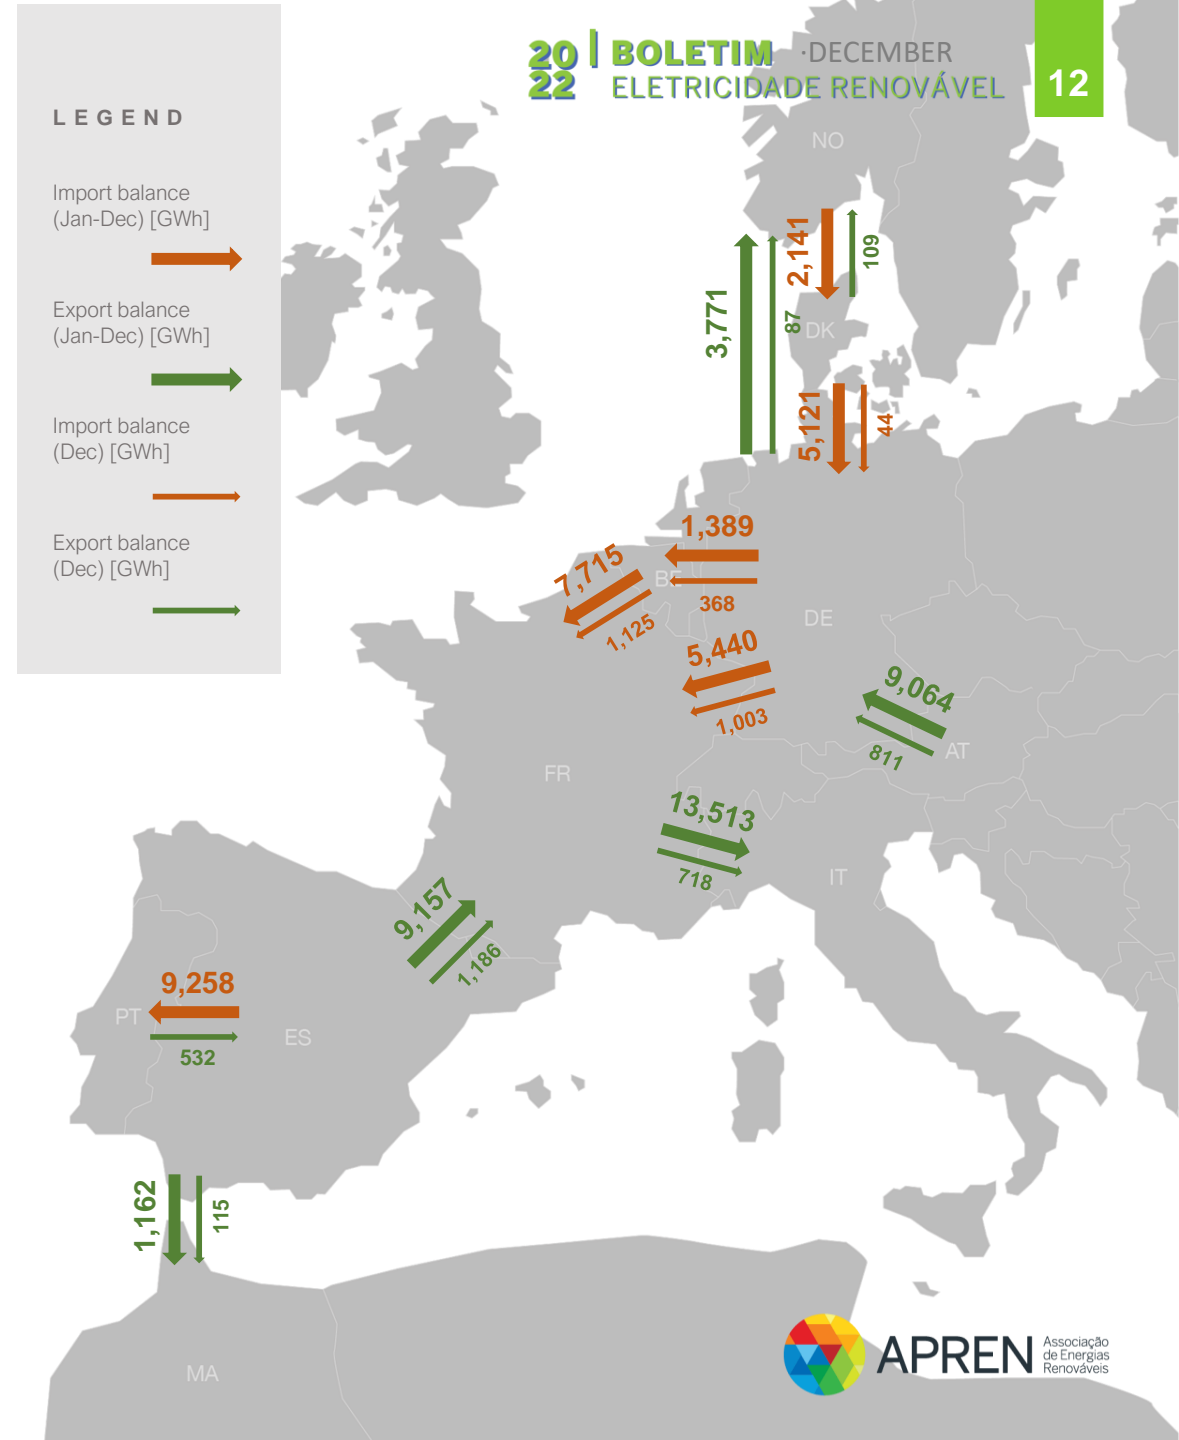 20
22
BOLETIM
·DECEMBER
ELETRICIDADE RENOVÁVEL
12
LEGEND
Import balance
(Jan-Dec) [GWh]
Export balance
(Jan-Dec) [GWh]
Import balance
(Dec) [GWh]
Export balance
(Dec) [GWh]
NO
2,141
109
3,771
87
DK
5,121
44
1,389
BE
368
7,715
1,125
DE
5,440
1,003
9,064
811
AT
FR
13,513
718
IT
9,157
1,186
9,258
PT
532
ES
1,162
115
MA
APREN
Associação
de Energias
Renováveis